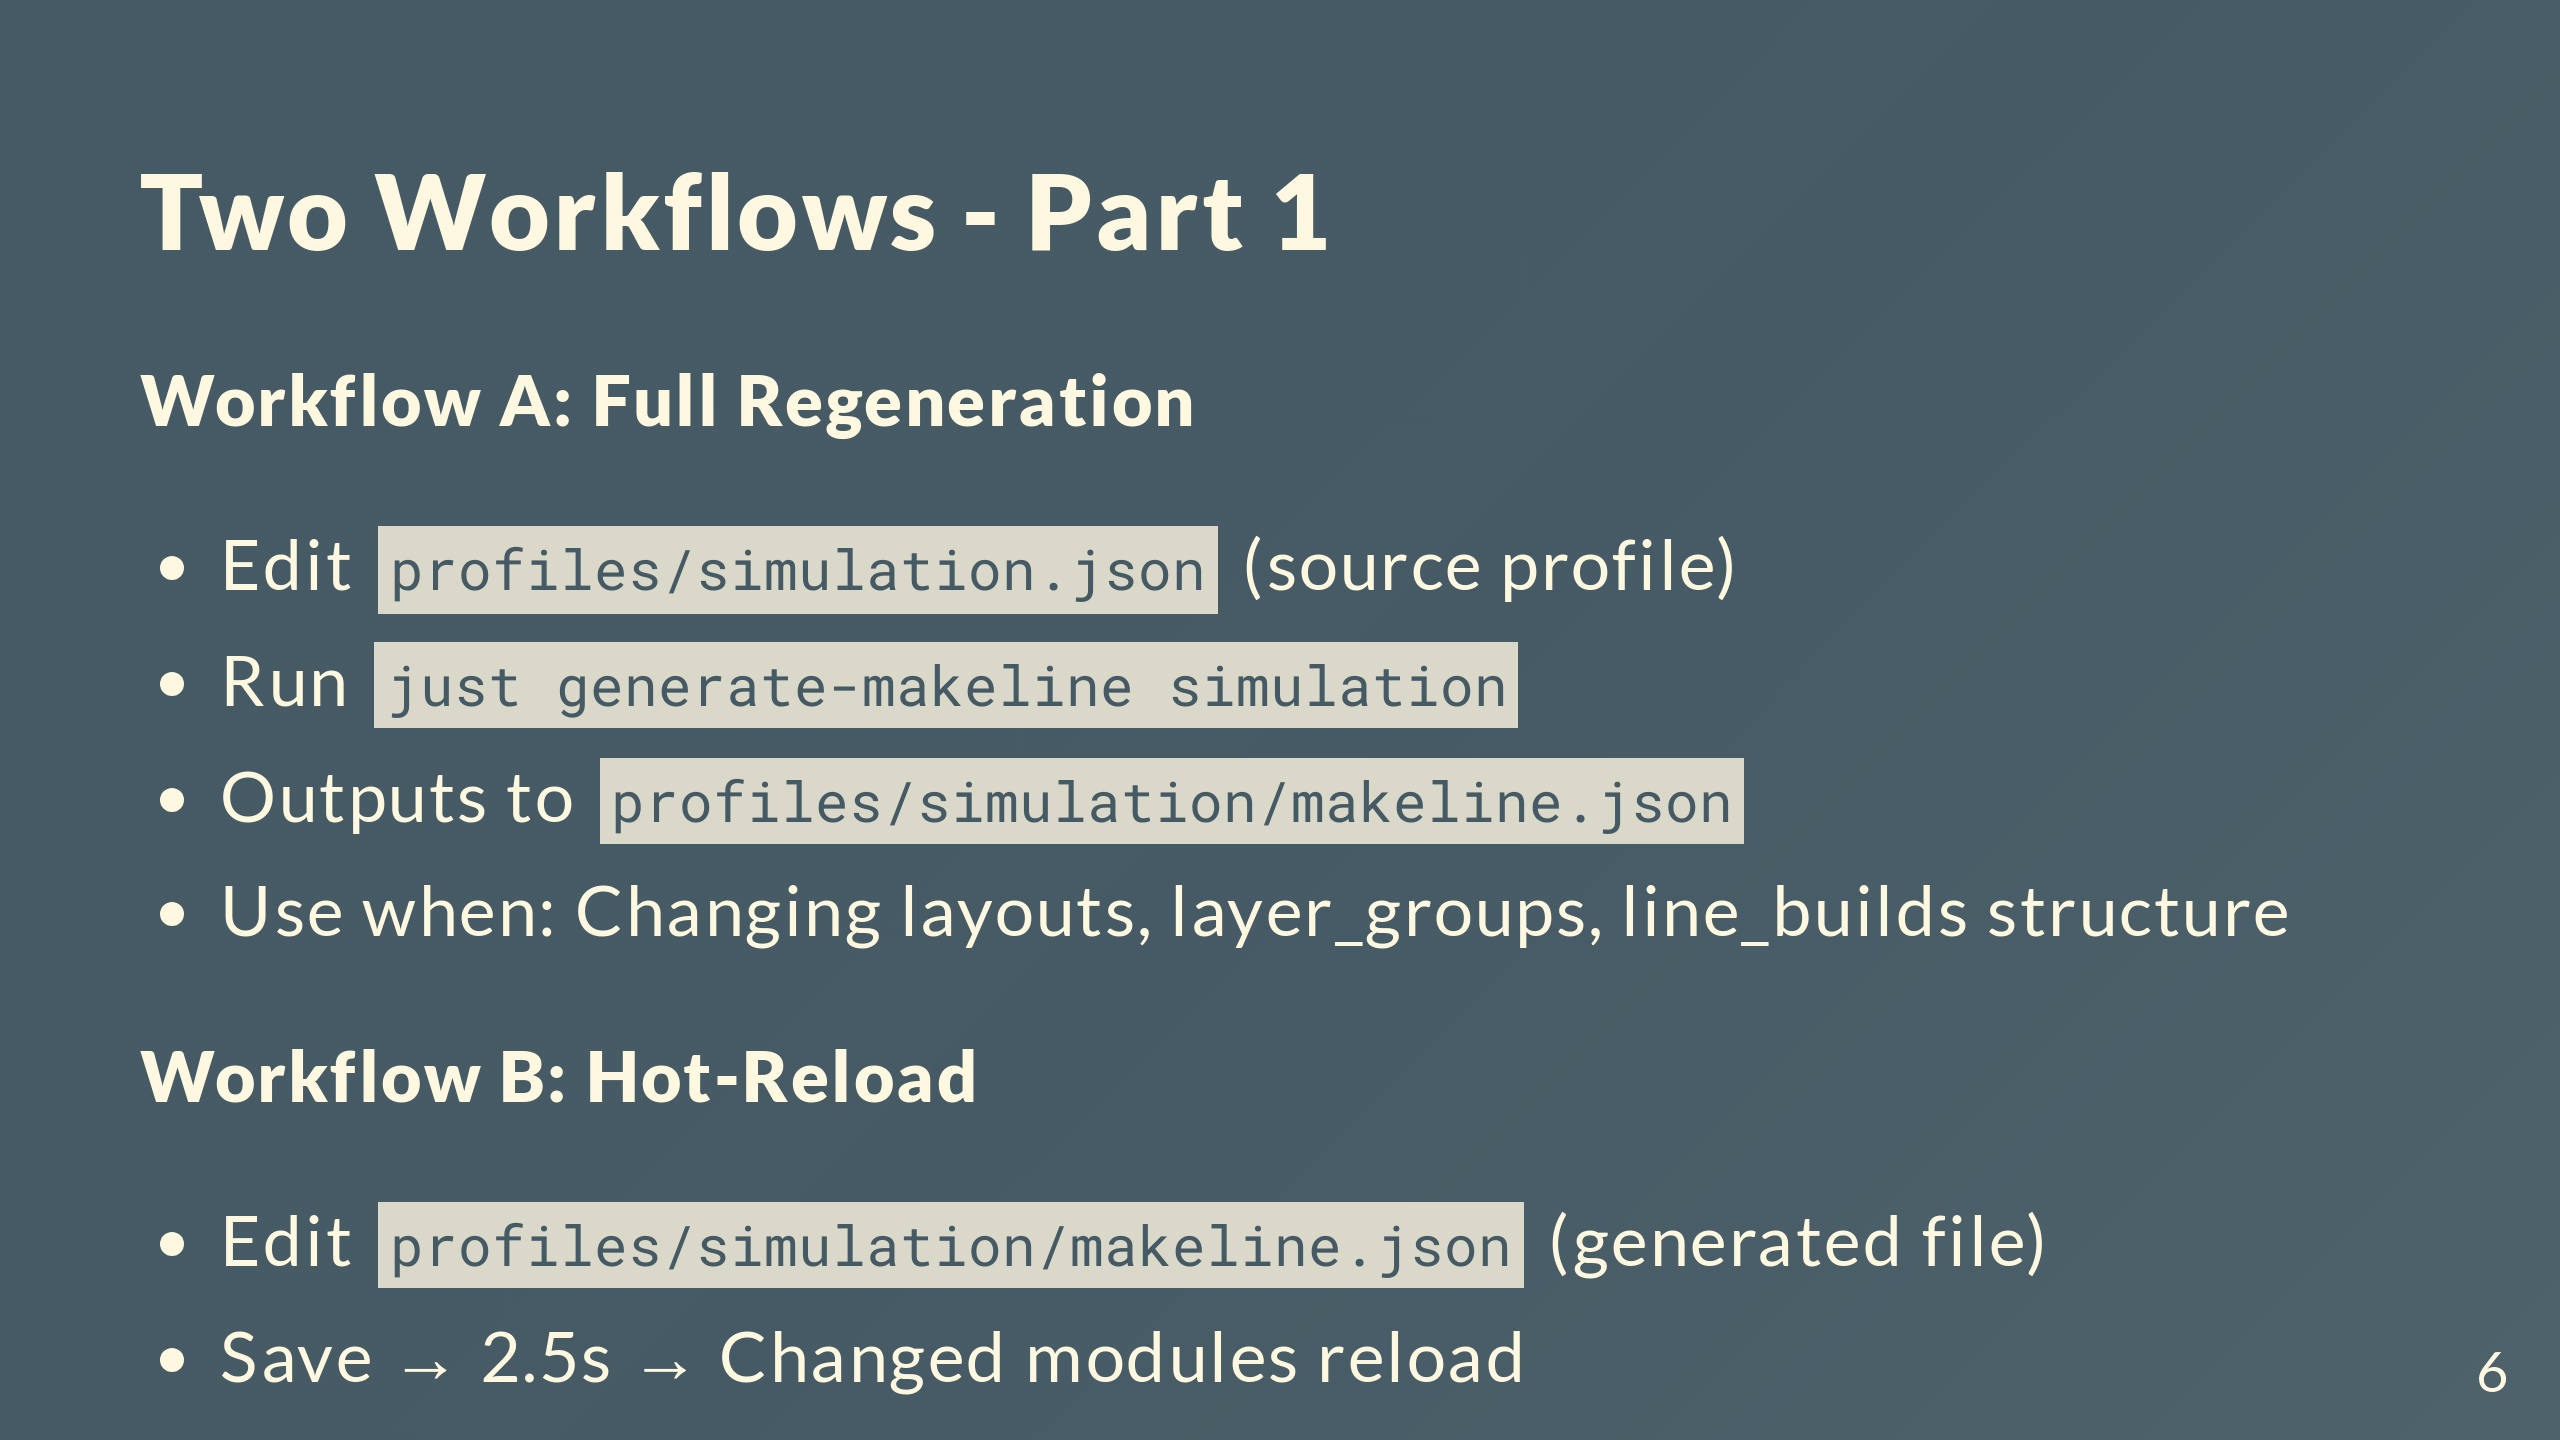 Two Workflows - Part 1
Workflow A: Full Regeneration
• Edit profiles/simulation.json (source profile)
• Run just generate-makeline simulation
• Outputs to profiles/simulation/makeline.json
• Use when: Changing layouts, layer_groups, line_builds structure
Workflow B: Hot-Reload
• Edit profiles/simulation/makeline.json (generated file)
• Save → 2.5s → Changed modules reload
6